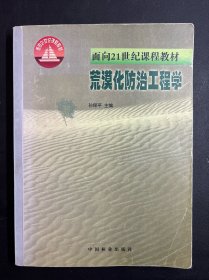 面向21世纪课程教材
荒漠化防治工程学
孙保平 主编
中国林业出版社